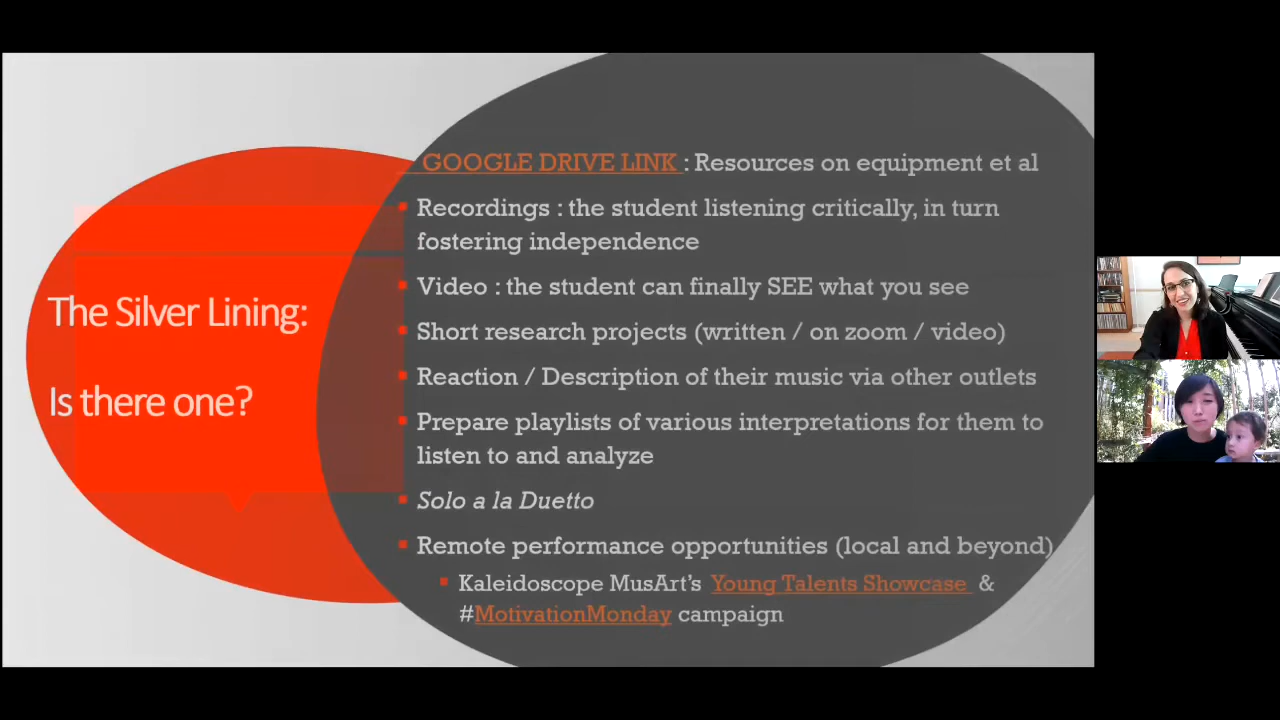 The Silver Lining:
Is there one?
GOOGLE DRIVE LINK : Resources on equipment et al
Recordings : the student listening critically, in turn
fostering independence
Video : the student can finally SEE what you see
Short research projects (written / on zoom / video)
Reaction / Description of their music via other outlets
Prepare playlists of various interpretations for them to
listen to and analyze
Solo a la Duetto
Remote performance opportunities (local and beyond)
Kaleidoscope MusArt's Young Talents Showcase &
#MotivationMonday campaign